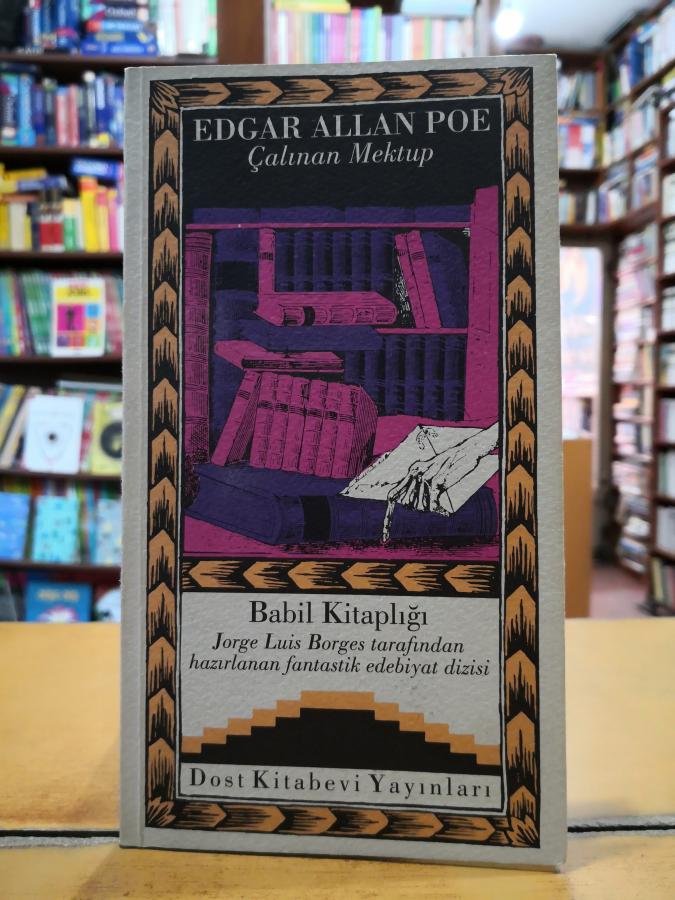 EDGAR ALLAN POE
Çalınan Mektup
Babil Kitaplığı
Jorge Luis Borges tarafından
hazırlanan fantastik edebiyat dizisi
Dost Kitabevi Yayınları